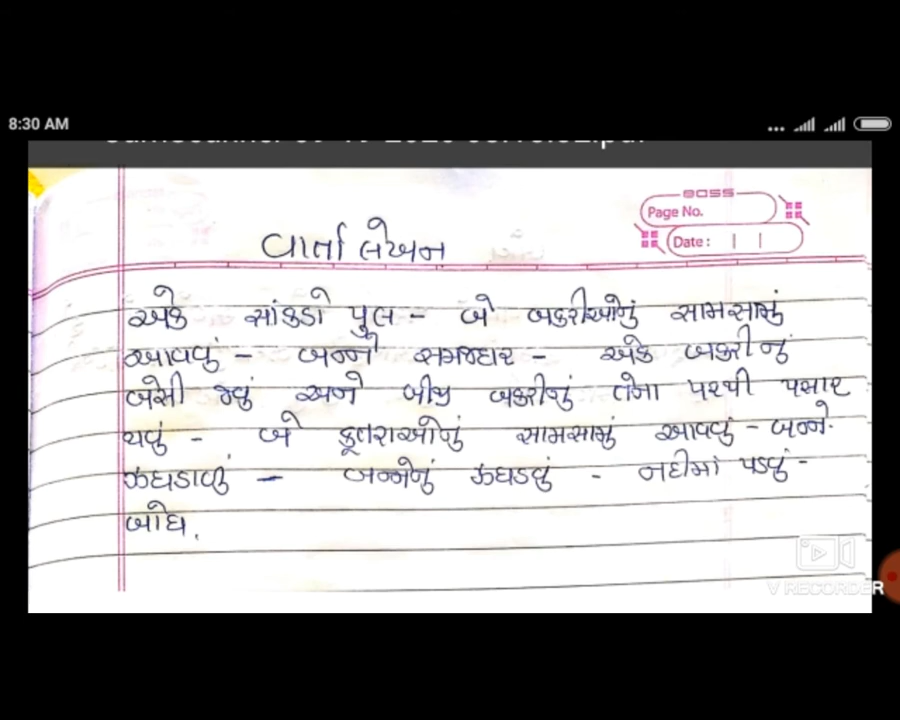 8:30 AM
BOSS
Page No.
Date :
વાર્તા લેખન
એક સાંકડો પુલ - બે બકરીઓનું સામસામું
આવવું - બન્ને સમજદાર - એક બકરીનું
બેસી જવું અને બીજી બકરીનું તેના પરથી પસાર
થવું - બે કૂતરાઓનું સામસામું આવવું - બન્ને
ઝઘડાળું - બન્નેનું ઝઘડવું - નદીમાં પડવું -
બોધ.
V RECORDER